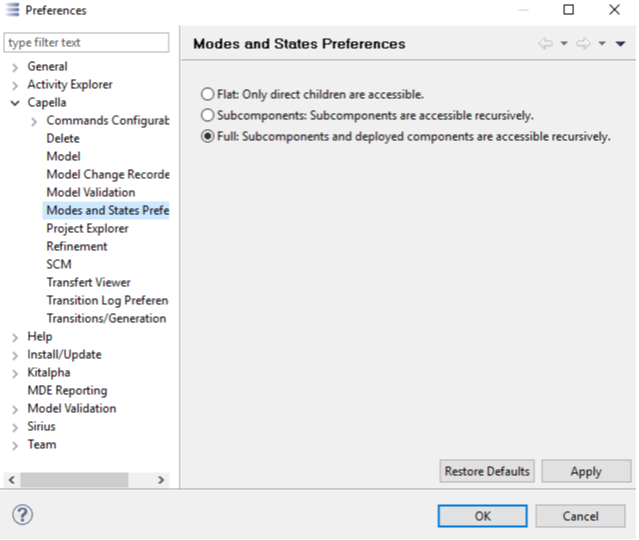 Preferences
type filter text
General
Activity Explorer
Capella
Commands Configurat
Delete
Model
Model Change Recorde
Model Validation
Modes and States Prefe
Project Explorer
Refinement
SCM
Transfert Viewer
Transition Log Preferen
Transitions/Generation
Help
Install/Update
Kitalpha
MDE Reporting
Model Validation
Sirius
Team
Modes and States Preferences
Flat: Only direct children are accessible.
Subcomponents: Subcomponents are accessible recursively.
Full: Subcomponents and deployed components are accessible recursively.
Restore Defaults
Apply
?
OK
Cancel